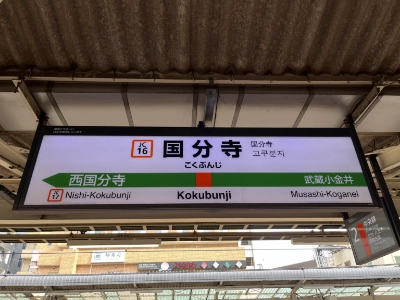 JC
16
国分寺
こくぶんじ
国分寺
고쿠분지
西国分寺
武蔵小金井
JC
17
Nishi-Kokubunji
Kokubunji
Musashi-Koganei
2